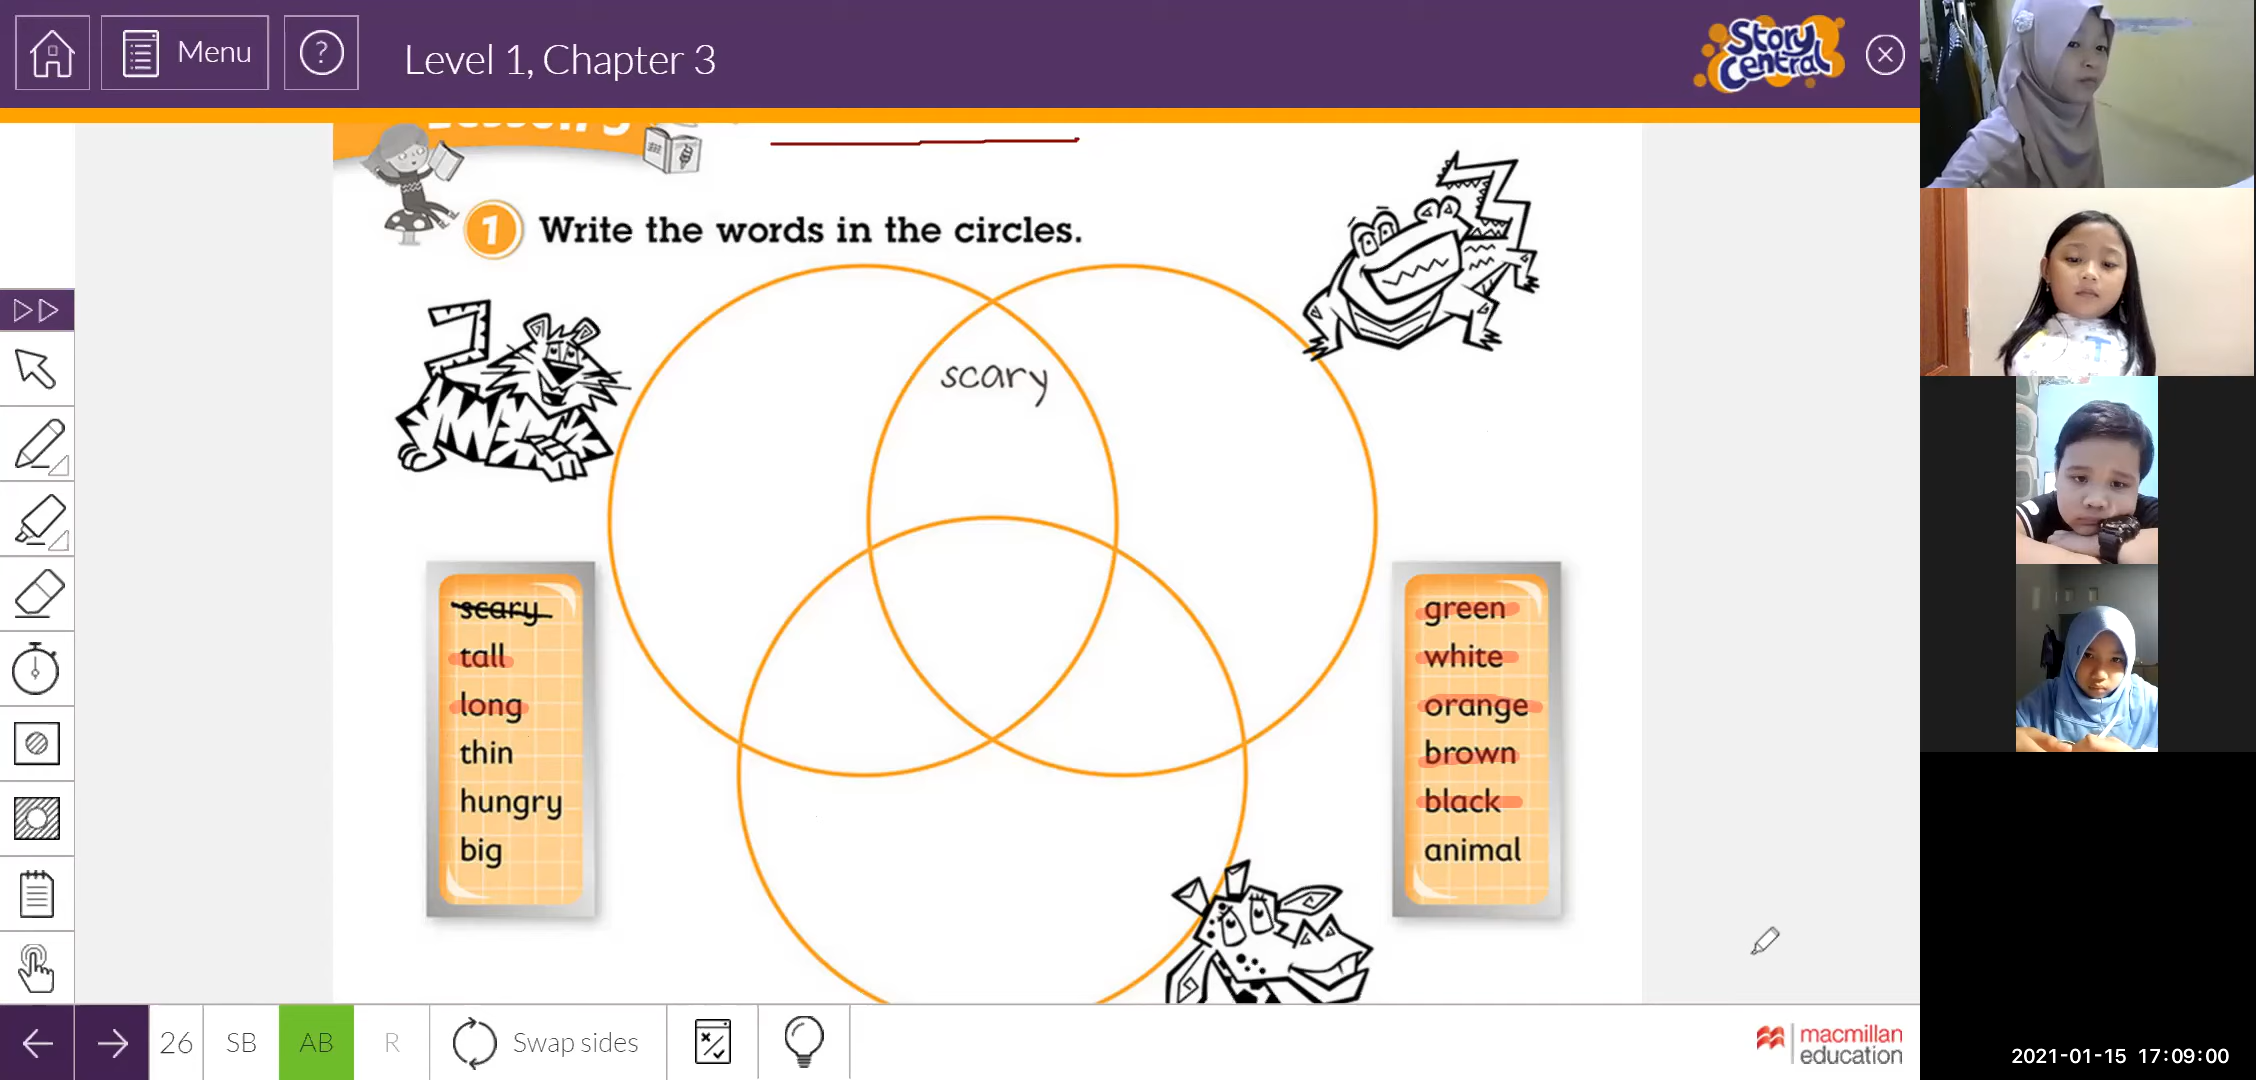 Menu
?
Level 1, Chapter 3
Story
Central
1 Write the words in the circles.
scary
scary
tall
long
thin
hungry
big
green
white
orange
brown
black
animal
T
26
SB
AB
R
Swap sides
macmillan
education
2021-01-15 17:09:00